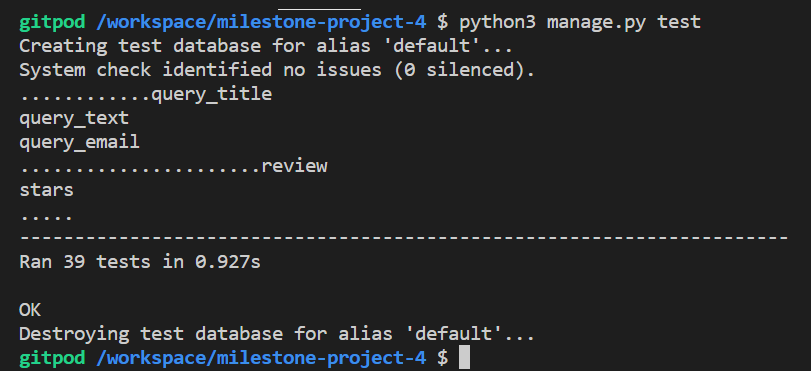 gitpod /workspace/milestone-project-4 $ python3 manage.py test
Creating test database for alias 'default'...
System check identified no issues (0 silenced).
............query_title
query_text
query_email
......................review
stars
.....
----------------------------------------------------------------------
Ran 39 tests in 0.927s
OK
Destroying test database for alias 'default'...
gitpod /workspace/milestone-project-4 $